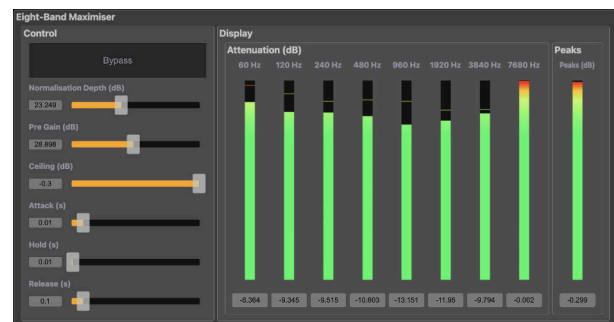 Eight-Band Maximiser
Control
Bypass
Normalisation Depth (dB)
23.249
Pre Gain (dB)
28.898
Ceiling (dB)
-0.3
Attack (s)
0.01
Hold (s)
0.01
Release (s)
0.1
Display
Attenuation (dB)
60 Hz 120 Hz 240 Hz 480 Hz 960 Hz 1920 Hz 3840 Hz 7680 Hz
-6.364 -9.345 -9.515 -10.603 -13.151 -11.95 -9.794 -0.002
Peaks
Peaks (dB)
-0.299